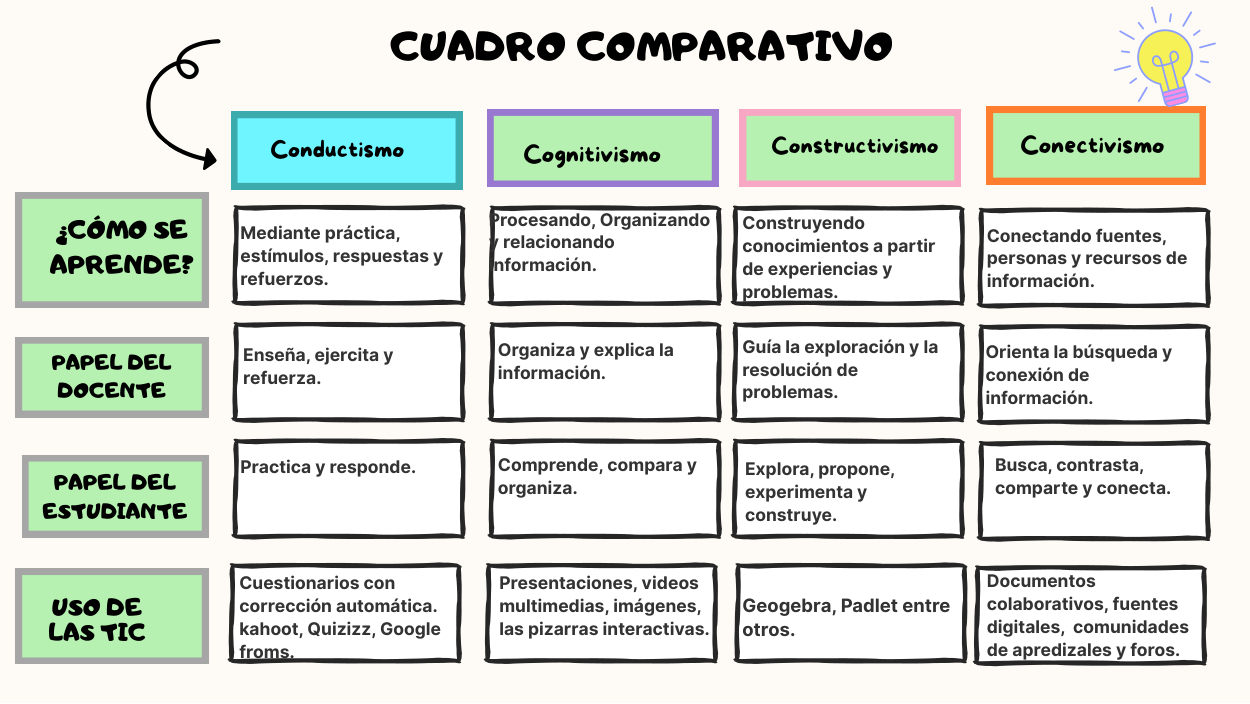 CUADRO COMPARATIVO
Conductismo
Cognitivismo
Constructivismo
Conectivismo
¿CÓMO SE
APRENDE?
Mediante práctica,
estímulos, respuestas y
refuerzos.
Procesando, Organizando
y relacionando
información.
Construyendo
conocimientos a partir
de experiencias y
problemas.
Conectando fuentes,
personas y recursos de
información.
PAPEL DEL
DOCENTE
Enseña, ejercita y
refuerza.
Organiza y explica la
información.
Guía la exploración y la
resolución de
problemas.
Orienta la búsqueda y
conexión de
información.
PAPEL DEL
ESTUDIANTE
Practica y responde.
Comprende, compara y
organiza.
Explora, propone,
experimenta y
construye.
Busca, contrasta,
comparte y conecta.
USO DE
LAS TIC
Cuestionarios con
corrección automática.
kahoot, Quizizz, Google
froms.
Presentaciones, videos
multimedias, imágenes,
las pizarras interactivas.
Geogebra, Padlet entre
otros.
Documentos
colaborativos, fuentes
digitales, comunidades
de apredizales y foros.